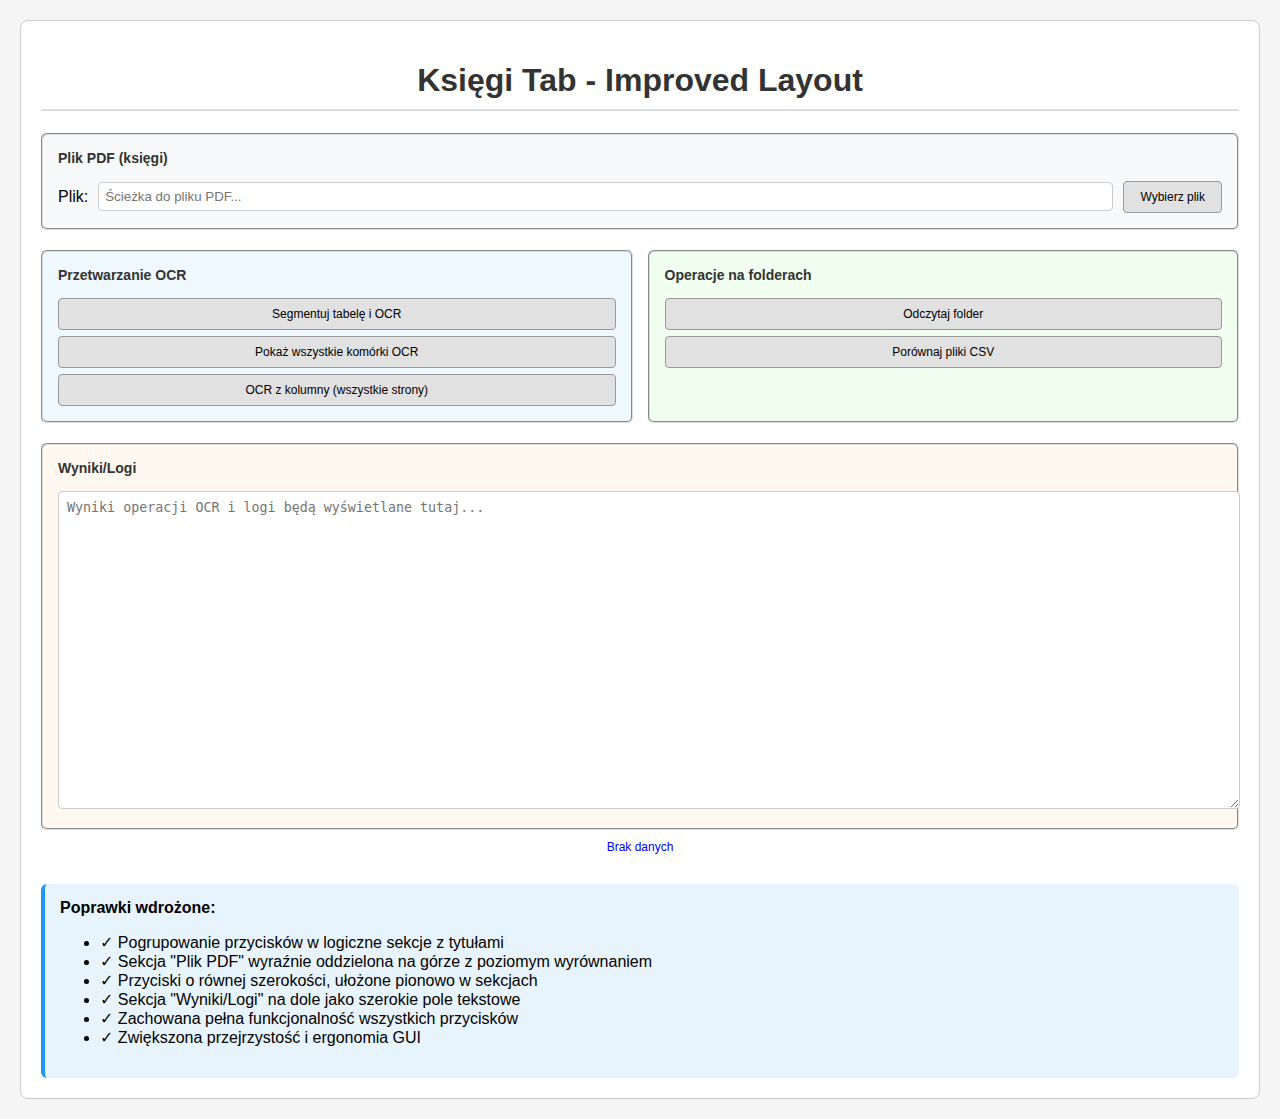 Księgi Tab - Improved Layout
Plik PDF (księgi)
Plik: Ścieżka do pliku PDF... Wybierz plik
Przetwarzanie OCR
Segmentuj tabelę i OCR
Pokaż wszystkie komórki OCR
OCR z kolumny (wszystkie strony)
Operacje na folderach
Odczytaj folder
Porównaj pliki CSV
Wyniki/Logi
Wyniki operacji OCR i logi będą wyświetlane tutaj...
Brak danych
Poprawki wdrożone:
• ✓ Pogrupowanie przycisków w logiczne sekcje z tytułami
• ✓ Sekcja "Plik PDF" wyraźnie oddzielona na górze z poziomym wyrównaniem
• ✓ Przyciski o równej szerokości, ułożone pionowo w sekcjach
• ✓ Sekcja "Wyniki/Logi" na dole jako szerokie pole tekstowe
• ✓ Zachowana pełna funkcjonalność wszystkich przycisków
• ✓ Zwiększona przejrzystość i ergonomia GUI